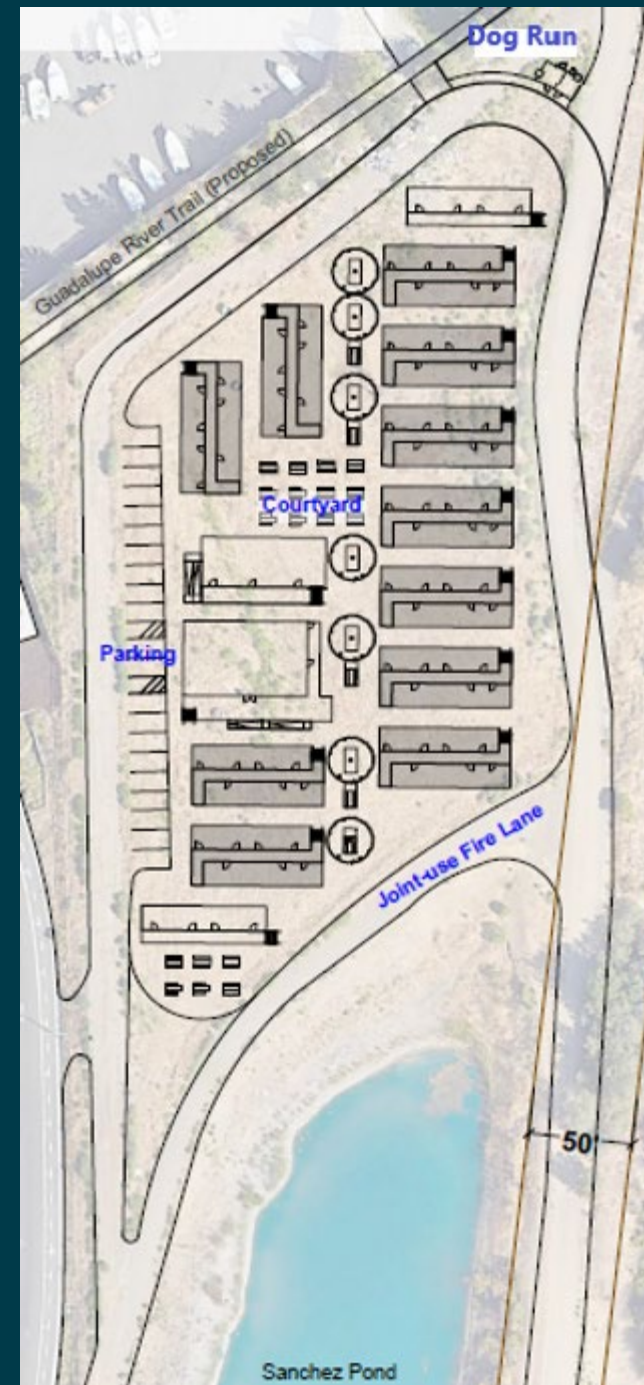 Dog Run
Guadalupe River Trail (Proposed)
Courtyard
Parking
Joint-use Fire Lane
50'
Sanchez Pond